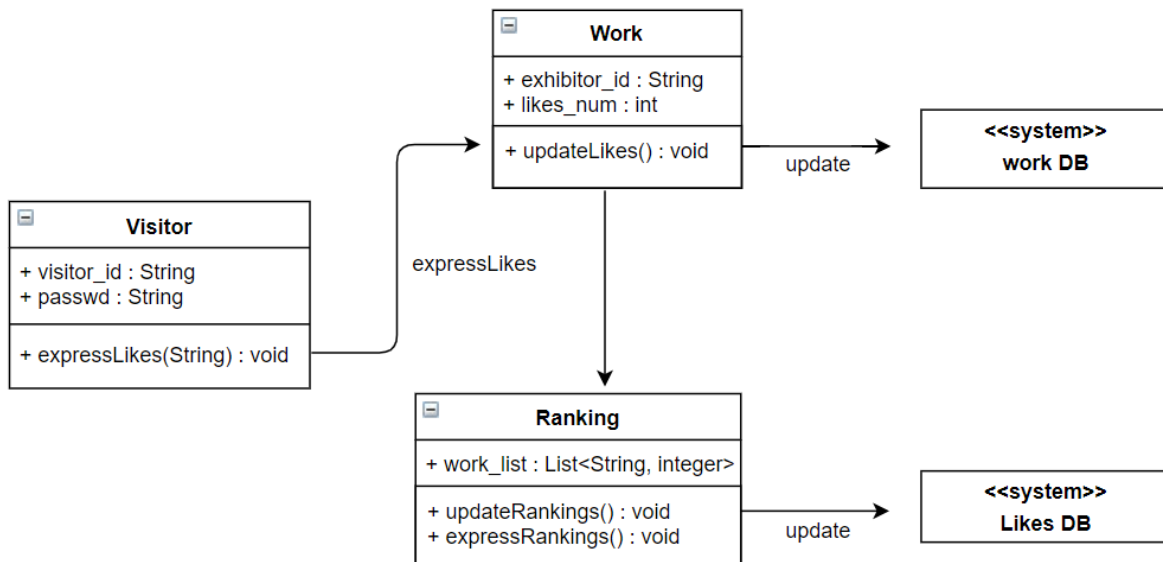 Work
+ exhibitor_id : String
+ likes_num : int
+ updateLikes() : void
update
<<system>>
work DB
Visitor
+ visitor_id : String
+ passwd : String
+ expressLikes(String) : void
expressLikes
Ranking
+ work_list : List<String, integer>
+ updateRankings() : void
+ expressRankings() : void
update
<<system>>
Likes DB